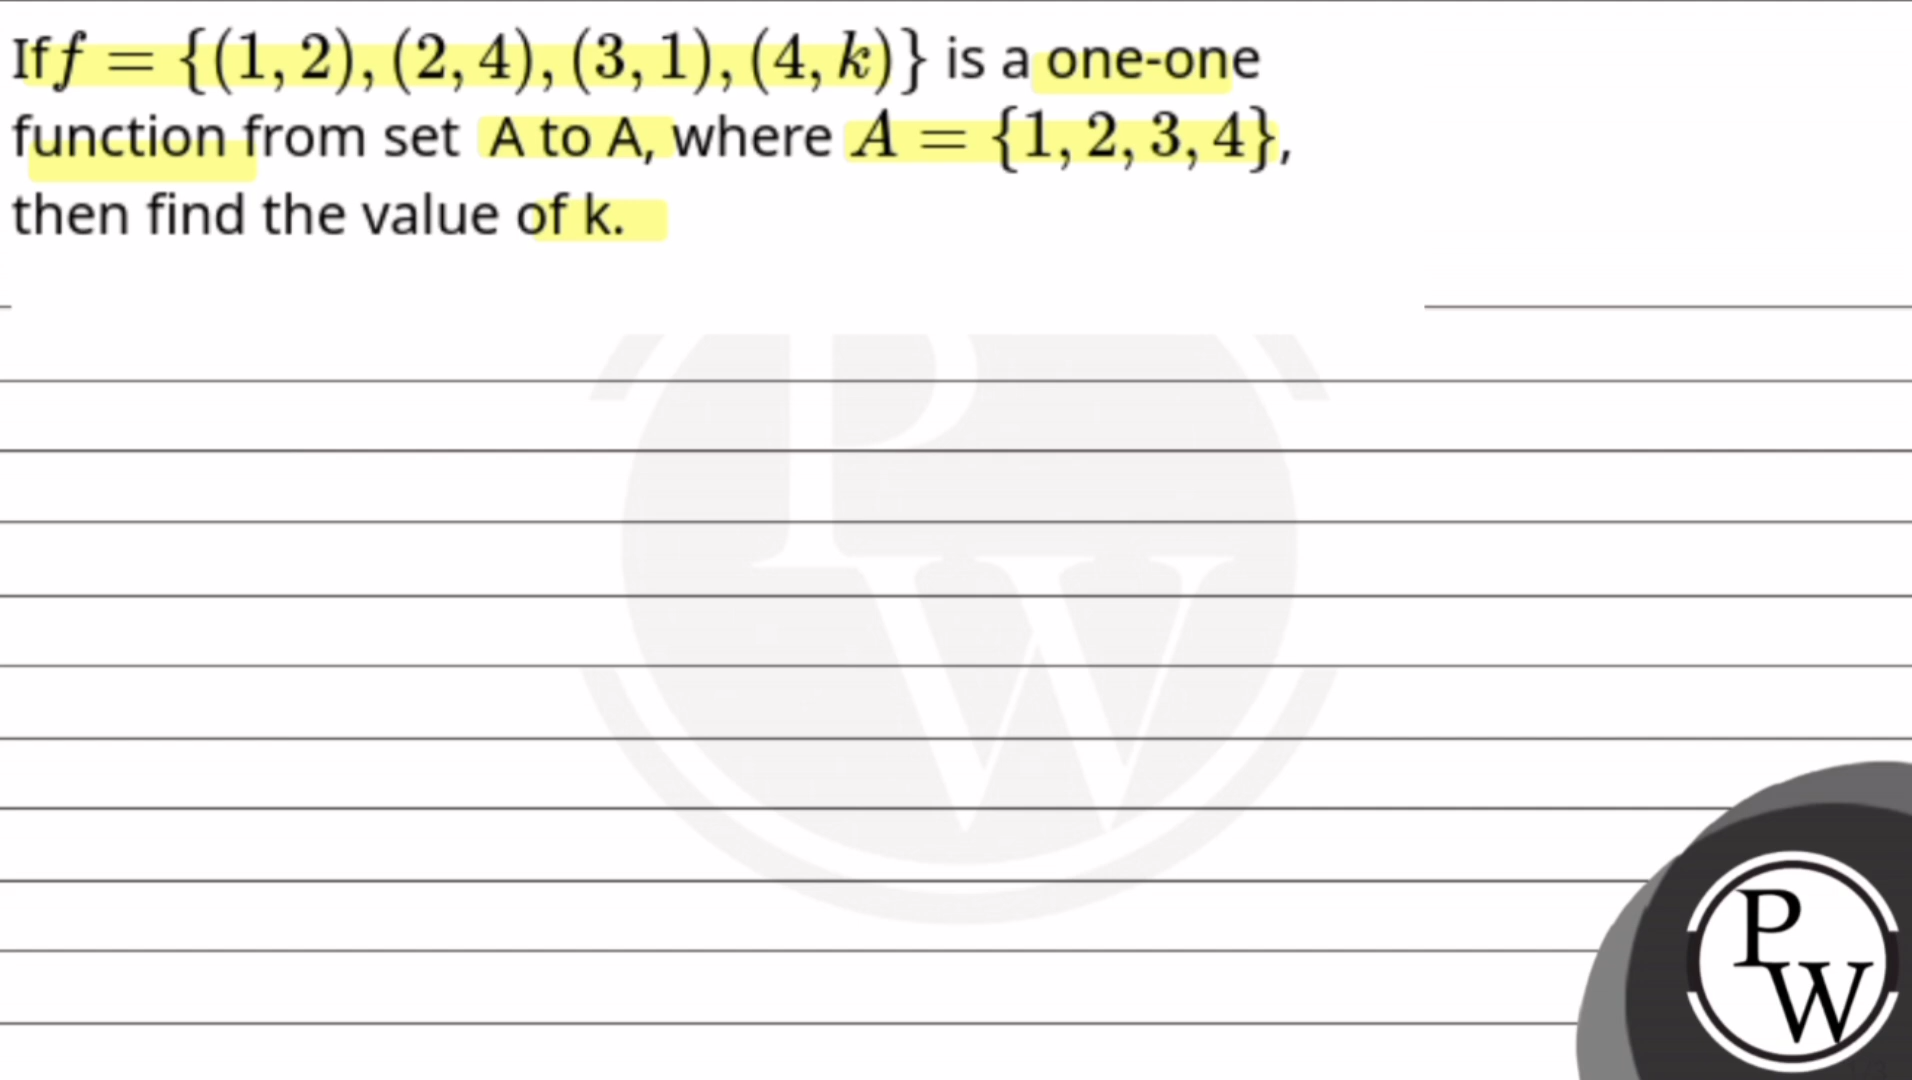 If f = {(1, 2), (2, 4), (3, 1), (4, k)} is a one-one
function from set A to A, where A = {1, 2, 3, 4},
then find the value of k.
P
W
P
W